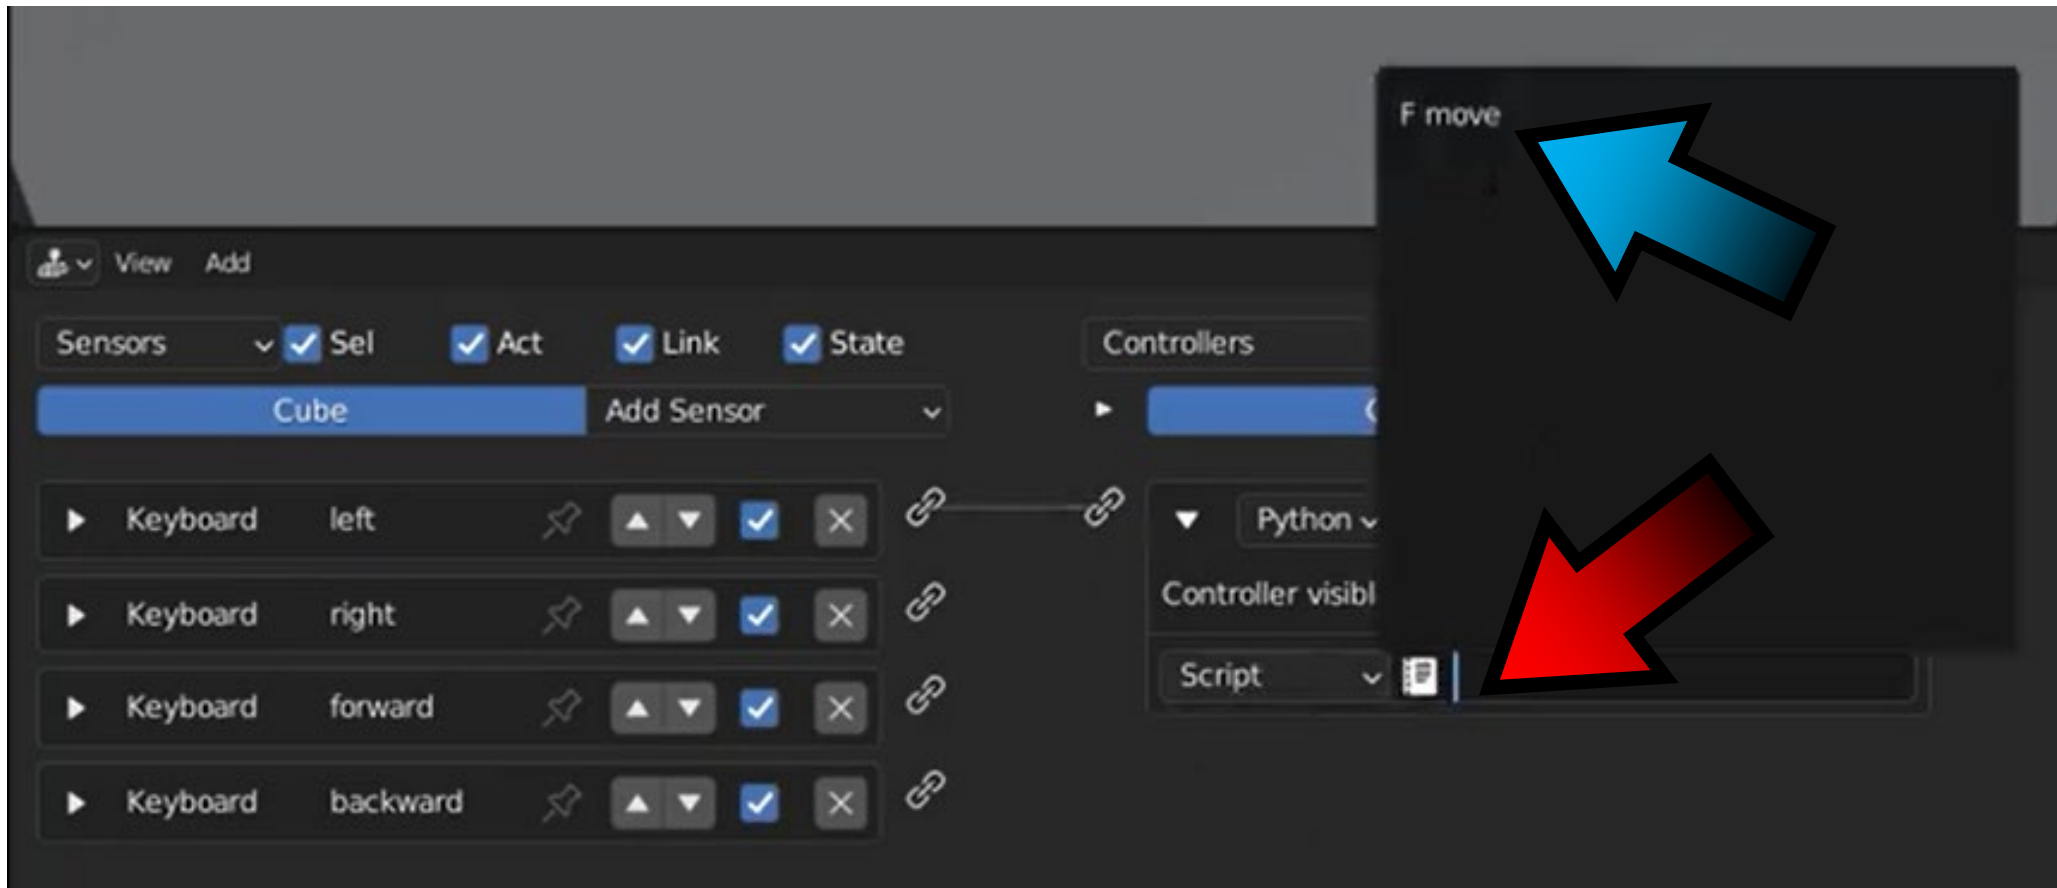 F move
View Add
Sensors Sel Act Link State Controllers
Cube Add Sensor
Keyboard left Python
Keyboard right Controller visibl
Script
Keyboard forward
Keyboard backward